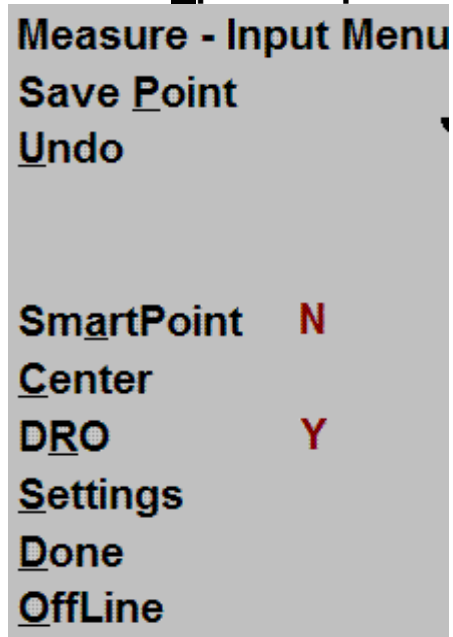 Measure - Input Menu
Save Point
Undo
SmartPoint N
Center
DRO Y
Settings
Done
OffLine